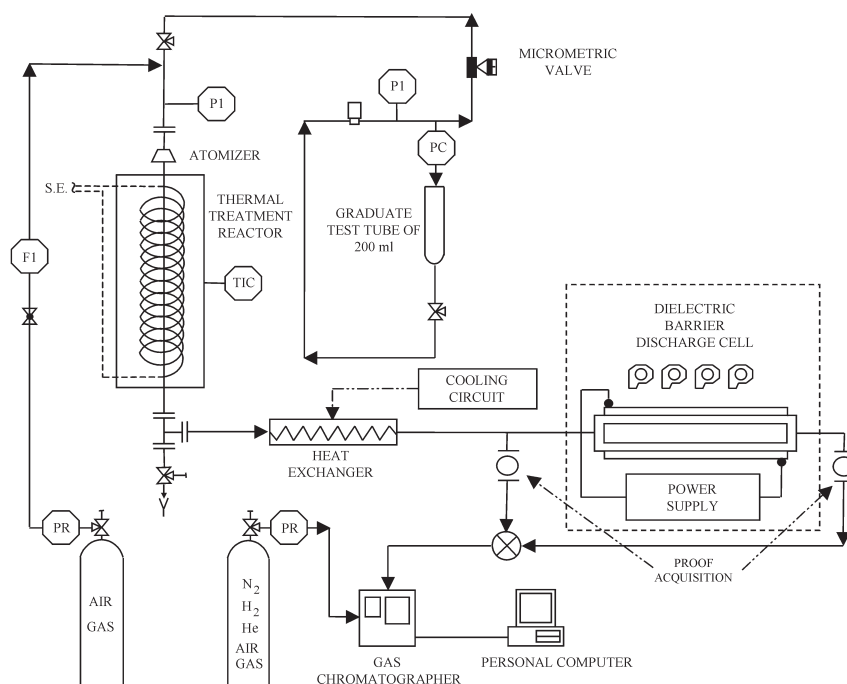 MICROMETRIC
VALVE
P1
P1
PC
ATOMIZER
S.E.
THERMAL
TREATMENT
REACTOR
GRADUATE
TEST TUBE OF
200 ml
F1
TIC
DIELECTRIC
BARRIER
DISCHARGE CELL
COOLING
CIRCUIT
HEAT
EXCHANGER
POWER
SUPPLY
PR
PR
PROOF
ACQUISITION
AIR
GAS
N2
H2
He
AIR
GAS
GAS
CHROMATOGRAPHER
PERSONAL COMPUTER